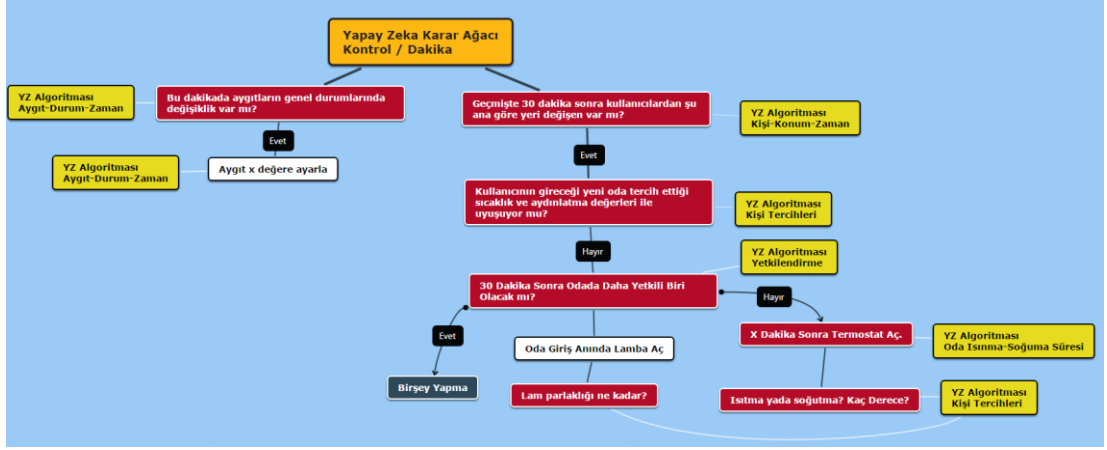 Yapay Zeka Karar Ağacı
Kontrol / Dakika
YZ Algoritması
Aygıt-Durum-Zaman
Bu dakikada aygıtların genel durumlarında
değişiklik var mı?
Geçmişte 30 dakika sonra kullanıcılardan şu
ana göre yeri değişen var mı?
YZ Algoritması
Kişi-Konum-Zaman
Evet
Evet
YZ Algoritması
Aygıt-Durum-Zaman
Aygıt x değere ayarla
Kullanıcının gireceği yeni oda tercih ettiği
sıcaklık ve aydınlatma değerleri ile
uyuşuyor mu?
YZ Algoritması
Kişi Tercihleri
Hayır
YZ Algoritması
Yetkilendirme
30 Dakika Sonra Odada Daha Yetkili Biri
Olacak mı?
Hayır
Evet
Oda Giriş Anında Lamba Aç
X Dakika Sonra Termostat Aç.
YZ Algoritması
Oda Isınma-Soğuma Süresi
Birşey Yapma
Lam parlaklığı ne kadar?
Isıtma yada soğutma? Kaç Derece?
YZ Algoritması
Kişi Tercihleri